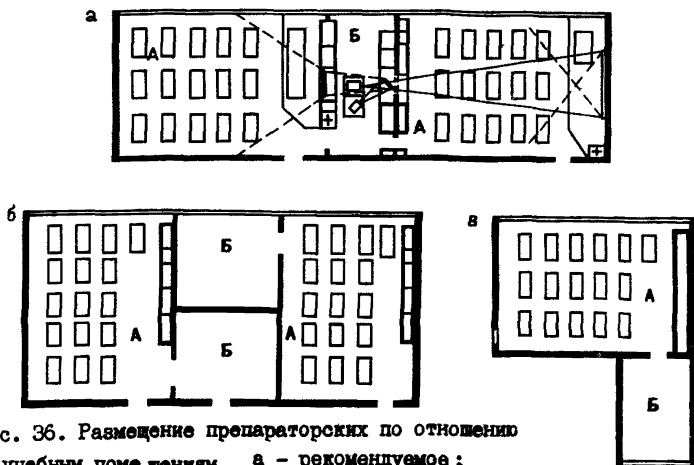 а
А
Б
А
б
А
Б
Б
А
в
А
Б
с. 36. Размещение препараторских по отношению
учебным помещениям а - рекомендуемое;